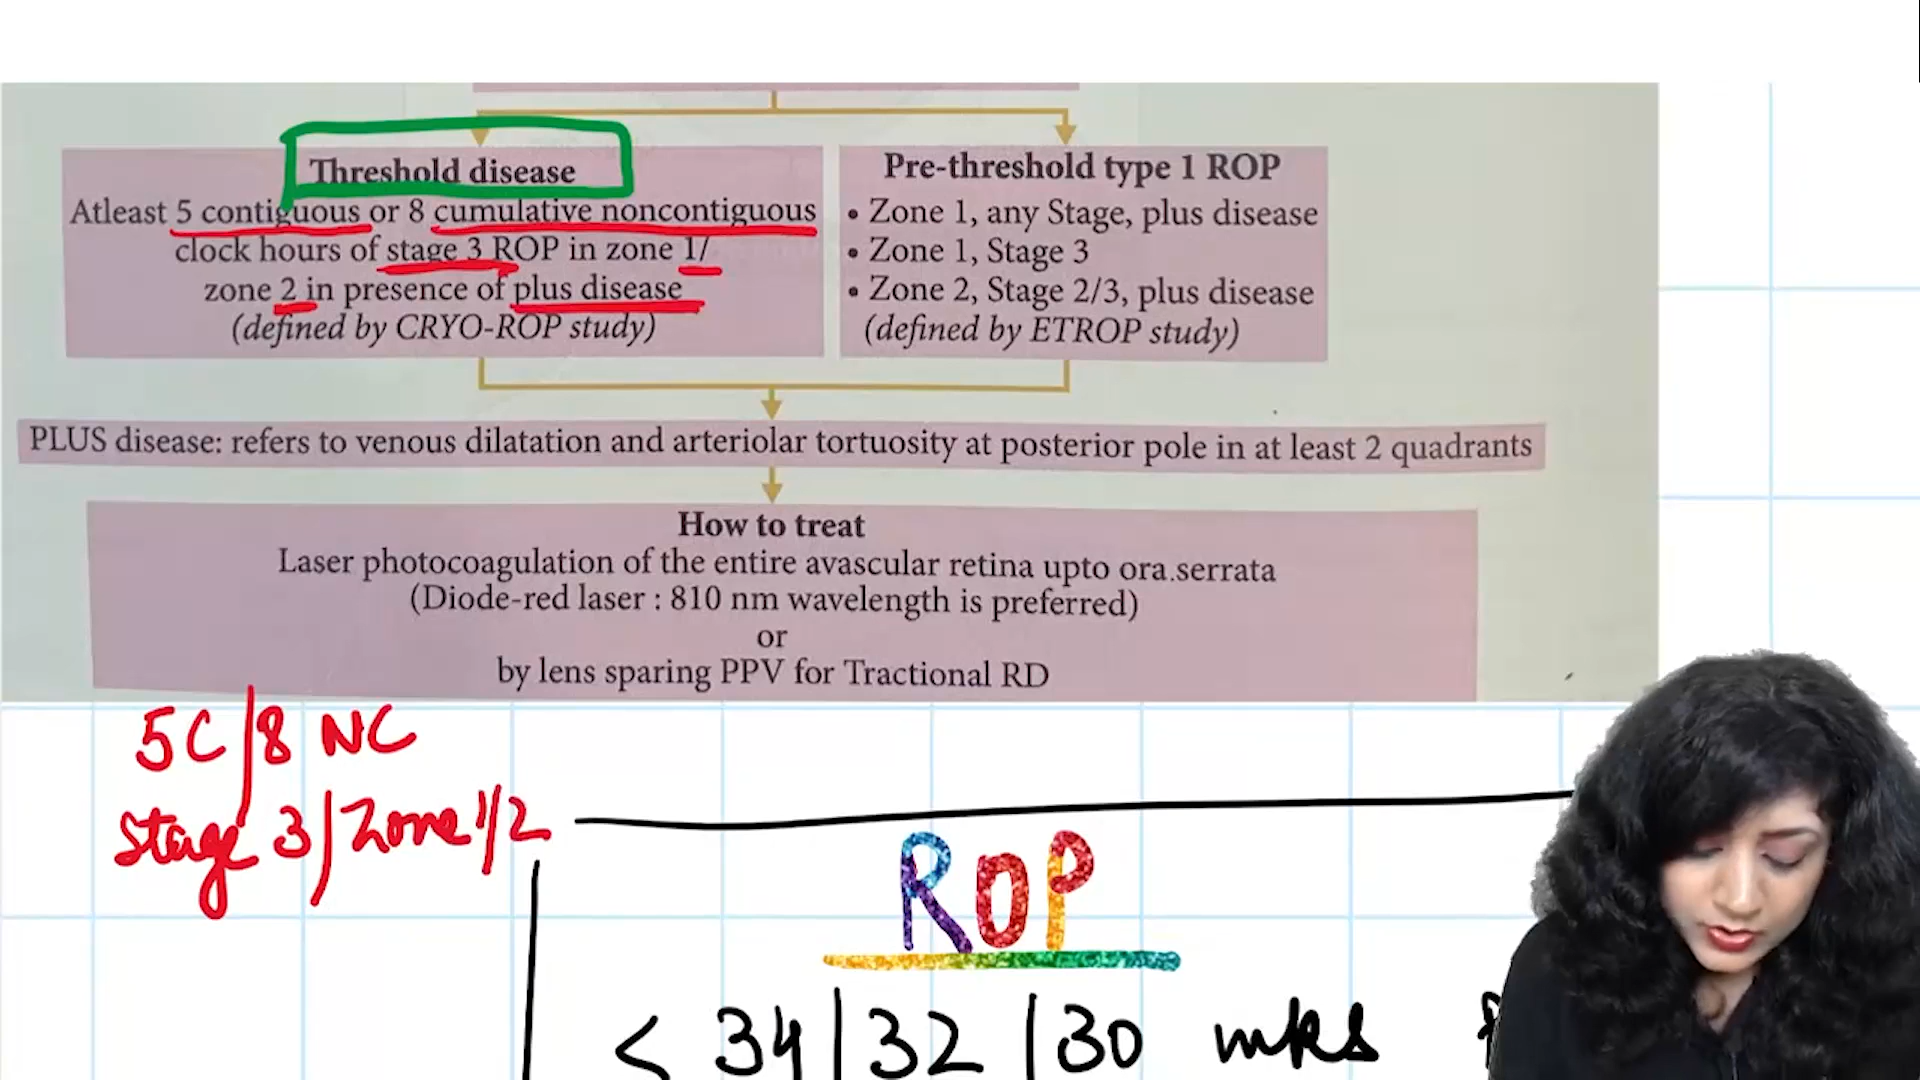 Threshold disease
Atleast 5 contiguous or 8 cumulative noncontiguous
clock hours of stage 3 ROP in zone 1/
zone 2 in presence of plus disease
(defined by CRYO-ROP study)
Pre-threshold type 1 ROP
• Zone 1, any Stage, plus disease
• Zone 1, Stage 3
• Zone 2, Stage 2/3, plus disease
(defined by ETROP study)
PLUS disease: refers to venous dilatation and arteriolar tortuosity at posterior pole in at least 2 quadrants
How to treat
Laser photocoagulation of the entire avascular retina upto ora.serrata
(Diode-red laser : 810 nm wavelength is preferred)
or
by lens sparing PPV for Tractional RD
5C/8 NC
Stage 3/Zone 1/2
ROP
< 34|32|30 wks